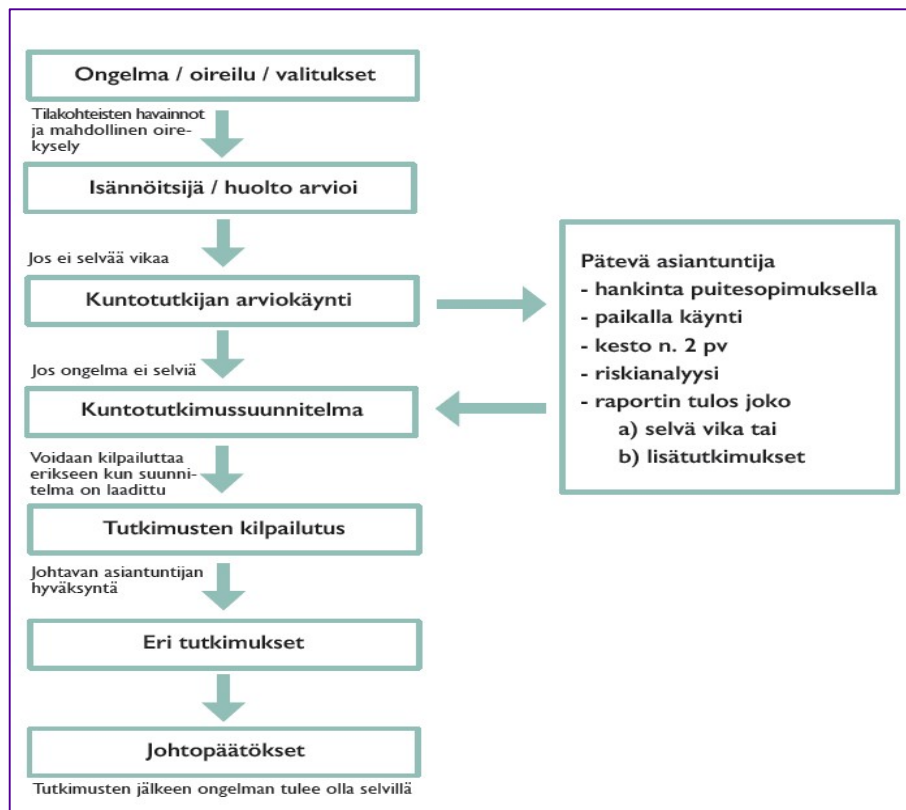 Ongelma / oireilu / valitukset
Tilakohteisten havainnot
ja mahdollinen oire-
kysely
Isännöitsijä / huolto arvioi
Jos ei selvää vikaa
Kuntotutkijan arviokäynti
Jos ongelma ei selviä
Kuntotutkimussuunnitelma
Voidaan kilpailuttaa
erikseen kun suunni-
telma on laadittu
Tutkimusten kilpailutus
Johtavan asiantuntijan
hyväksyntä
Eri tutkimukset
Johtopäätökset
Tutkimusten jälkeen ongelman tulee olla selvillä
Pätevä asiantuntija
- hankinta puitesopimuksella
- paikalla käynti
- kesto n. 2 pv
- riskianalyysi
- raportin tulos joko
a) selvä vika tai
b) lisätutkimukset